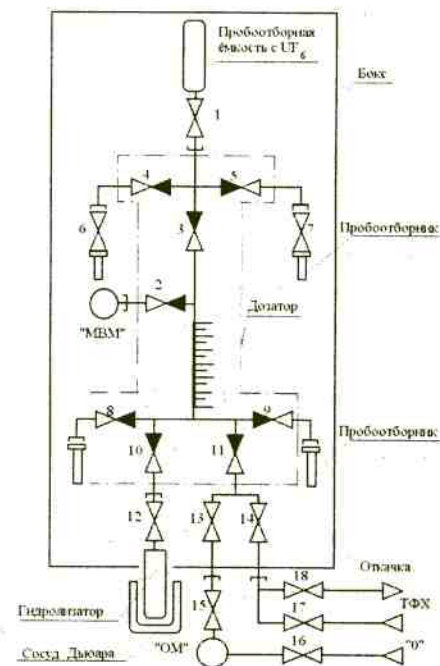 Пробоотборная
ёмкость с UF6
Бокс
1
4
5
6
3
7
Пробоотборник
2
Дозатор
"МВМ"
8
9
Пробоотборник
10
11
12
13
14
Откачка
18
ТФХ
Гидролизатор
15
17
16
"ОМ"
"0"
Сосуд Дьюара